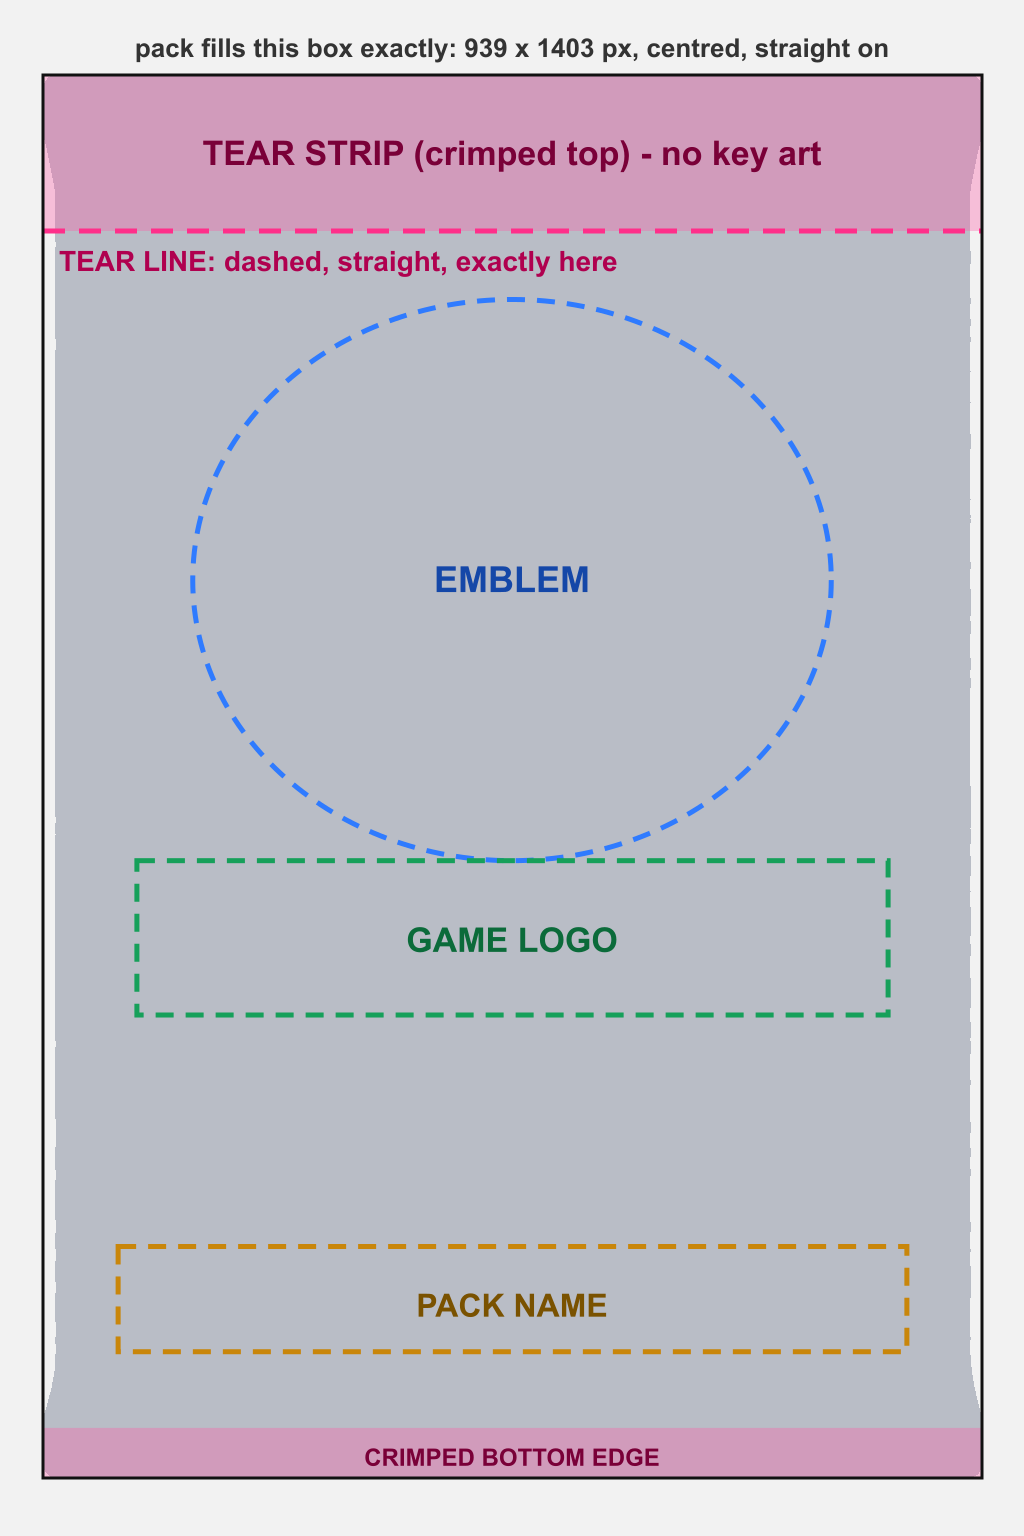 pack fills this box exactly: 939 x 1403 px, centred, straight on
TEAR STRIP (crimped top) - no key art
TEAR LINE: dashed, straight, exactly here
EMBLEM
GAME LOGO
PACK NAME
CRIMPED BOTTOM EDGE